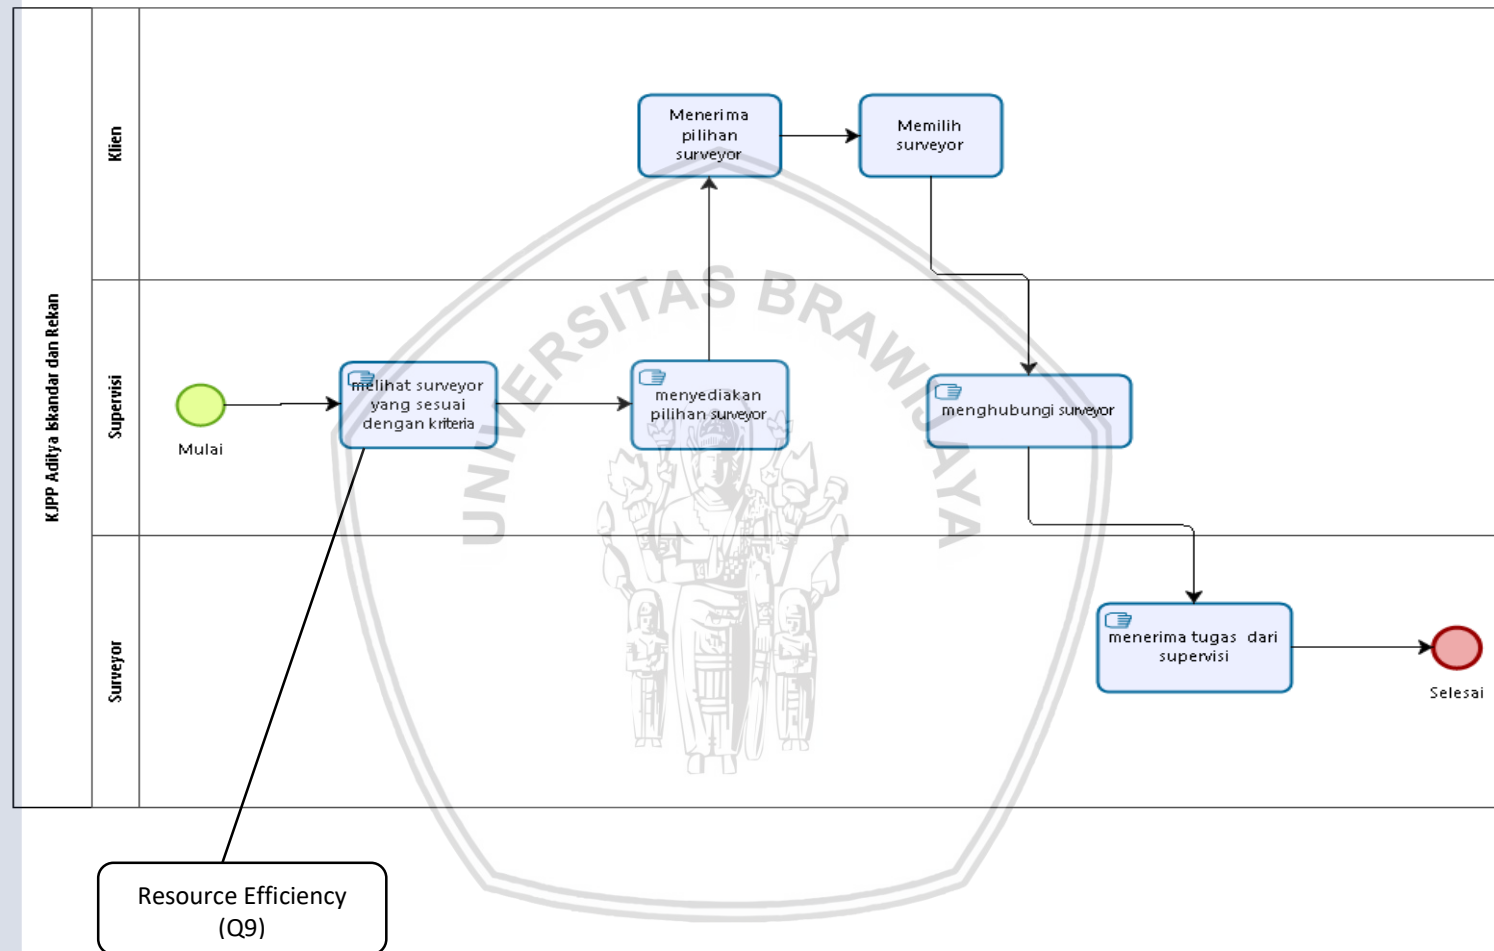 KJPP Aditya Iskandar dan Rekan
Klien
Menerima
pilihan
surveyor
Memilih
surveyor
Supervisi
Mulai
melihat surveyor
yang sesuai
dengan kriteria
menyediakan
pilihan surveyor
menghubungi surveyor
Surveyor
menerima tugas dari
supervisi
Selesai
UNIVERSITAS BRAWIJAYA
Resource Efficiency
(Q9)